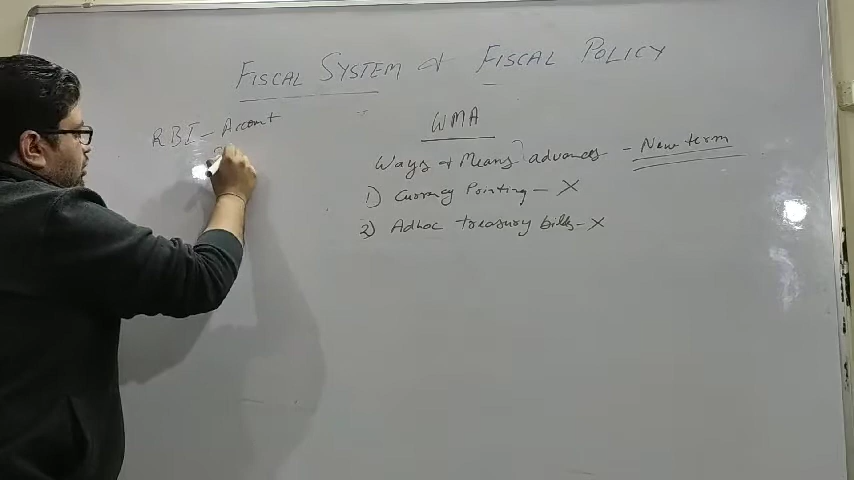 FISCAL SYSTEM & FISCAL POLICY
RBI - Account
WMA
Ways & Means advances - New term
1) Currency Printing - X
2) Adhoc treasury bills - X